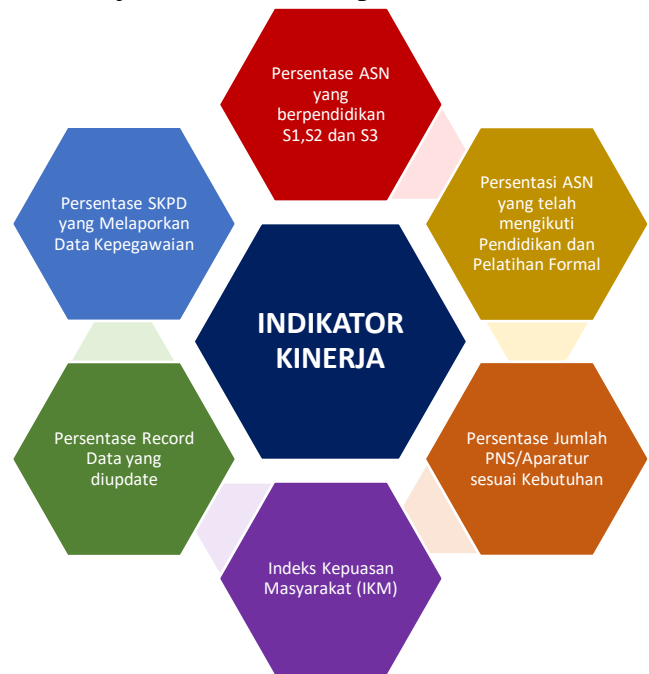 Persentase ASN
yang
berpendidikan
S1,S2 dan S3
Persentasi ASN
yang telah
mengikuti
Pendidikan dan
Pelatihan Formal
Persentase Jumlah
PNS/Aparatur
sesuai Kebutuhan
Indeks Kepuasan
Masyarakat (IKM)
Persentase Record
Data yang
diupdate
Persentase SKPD
yang Melaporkan
Data Kepegawaian
INDIKATOR
KINERJA